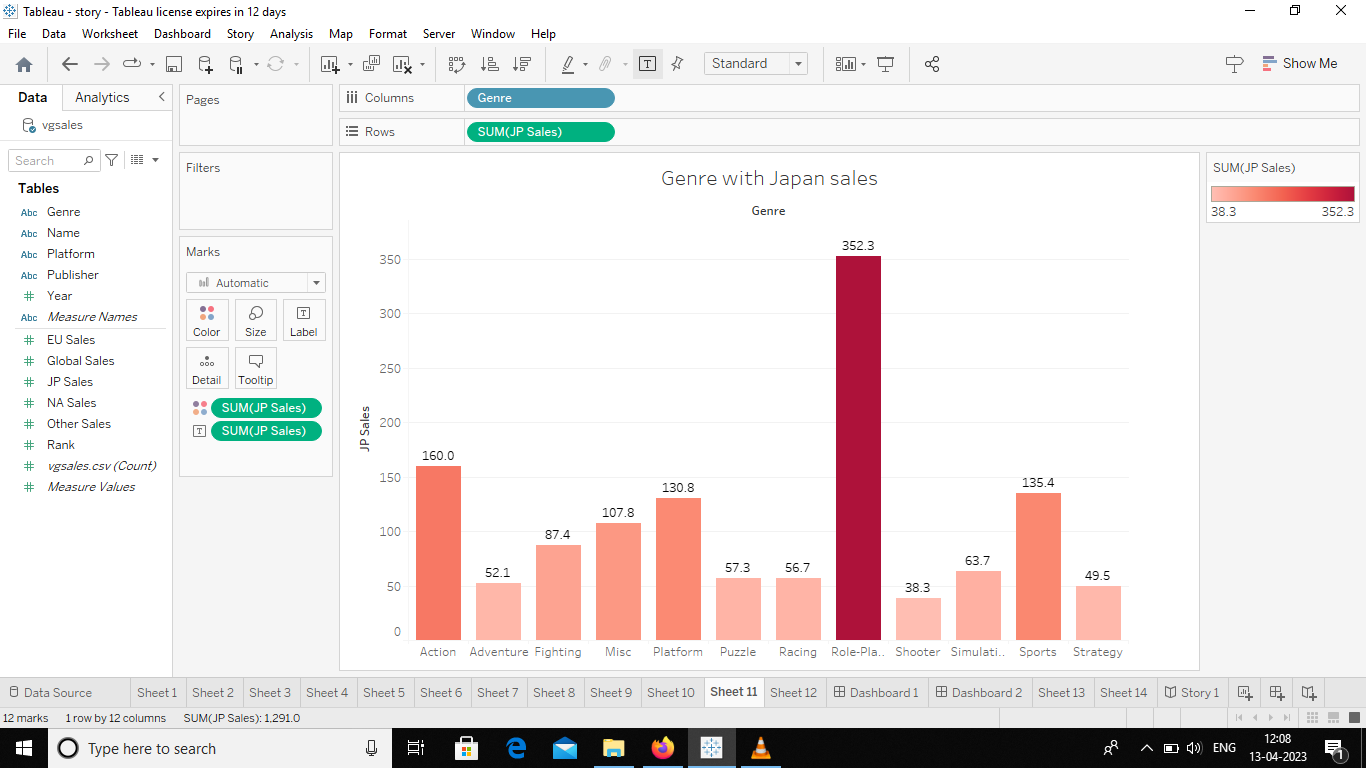 Tableau - story - Tableau license expires in 12 days
File Data Worksheet Dashboard Story Analysis Map Format Server Window Help
Standard
Show Me
Data Analytics
vgsales
Search
Tables
Abc Genre
Abc Name
Abc Platform
Abc Publisher
# Year
Abc Measure Names
# EU Sales
# Global Sales
# JP Sales
# NA Sales
# Other Sales
# Rank
# vgsales.csv (Count)
# Measure Values
Pages
Filters
Marks
Automatic
Color Size Label
Detail Tooltip
SUM(JP Sales)
SUM(JP Sales)
Columns Genre
Rows SUM(JP Sales)
Genre with Japan sales
Genre
JP Sales
350
300
250
200
150
100
50
0
160.0
52.1
87.4
107.8
130.8
57.3
56.7
352.3
38.3
63.7
135.4
49.5
Action Adventure Fighting Misc Platform Puzzle Racing Role-Pla.. Shooter Simulati.. Sports Strategy
SUM(JP Sales)
38.3 352.3
Data Source Sheet 1 Sheet 2 Sheet 3 Sheet 4 Sheet 5 Sheet 6 Sheet 7 Sheet 8 Sheet 9 Sheet 10 Sheet 11 Sheet 12 Dashboard 1 Dashboard 2 Sheet 13 Sheet 14 Story 1
12 marks 1 row by 12 columns SUM(JP Sales): 1,291.0
Type here to search
ENG
12:08
13-04-2023
1